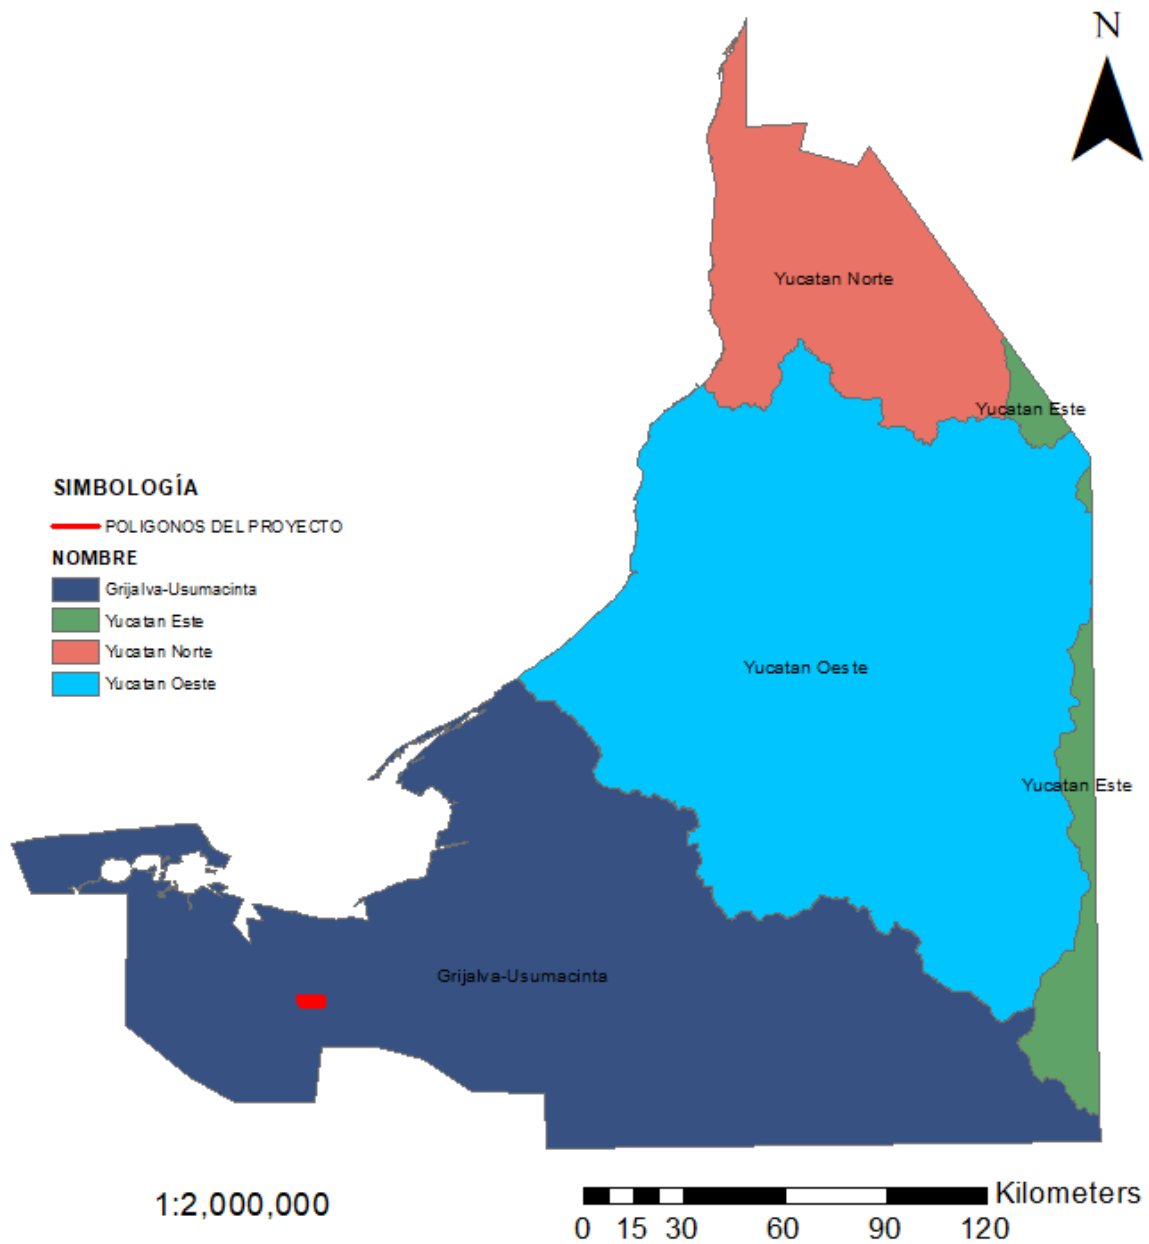 N
Yucatan Norte
Yucatan Este
SIMBOLOGÍA
POLIGONOS DEL PROYECTO
NOMBRE
Grijalva-Usumacinta
Yucatan Este
Yucatan Norte
Yucatan Oeste
Yucatan Oeste
Yucatan Este
Grijalva-Usumacinta
1:2,000,000
Kilometers
0 15 30 60 90 120